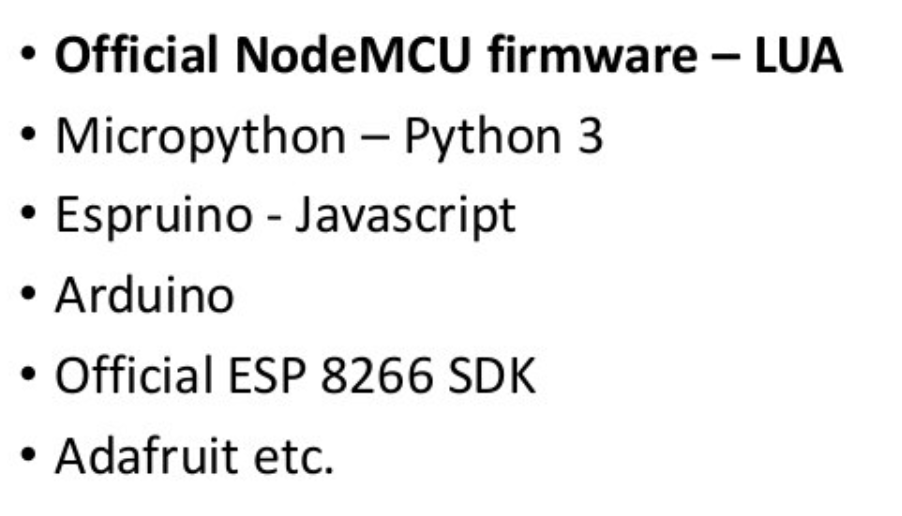 • Official NodeMCU firmware – LUA
• Micropython – Python 3
• Espruino - Javascript
• Arduino
• Official ESP 8266 SDK
• Adafruit etc.